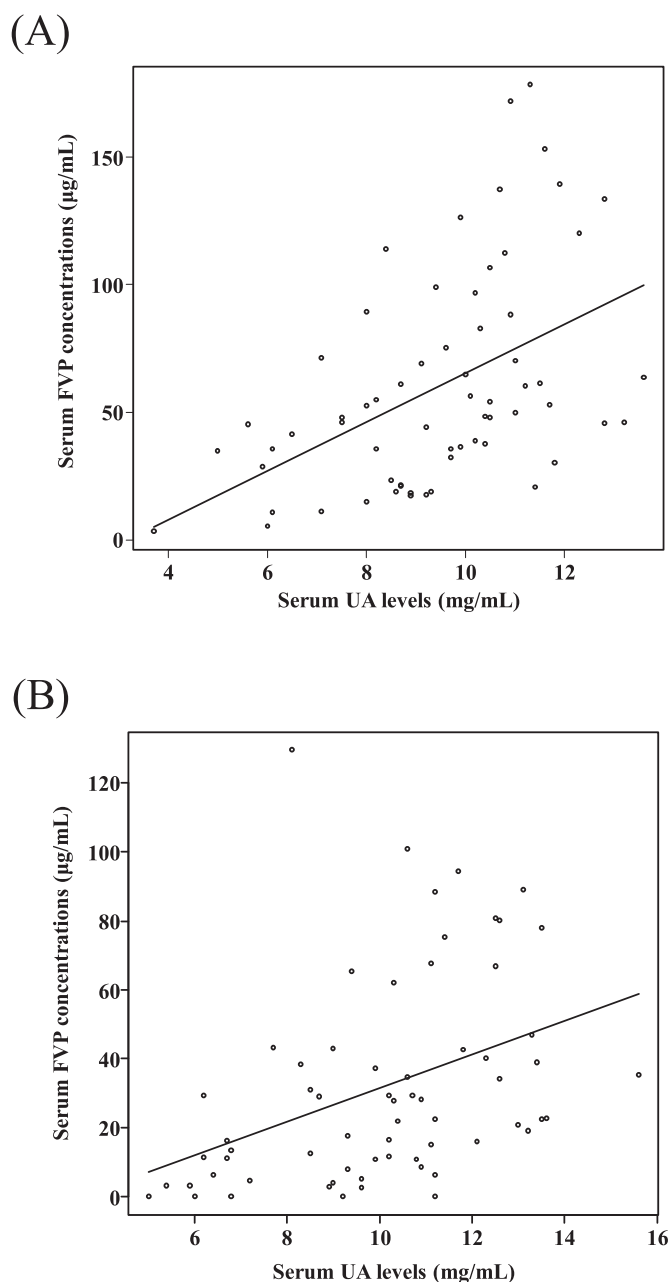 (A)
Serum FVP concentrations (μg/mL)
150
100
50
0
4 6 8 10 12
Serum UA levels (mg/mL)
(B)
Serum FVP concentrations (μg/mL)
120
100
80
60
40
20
0
6 8 10 12 14 16
Serum UA levels (mg/mL)